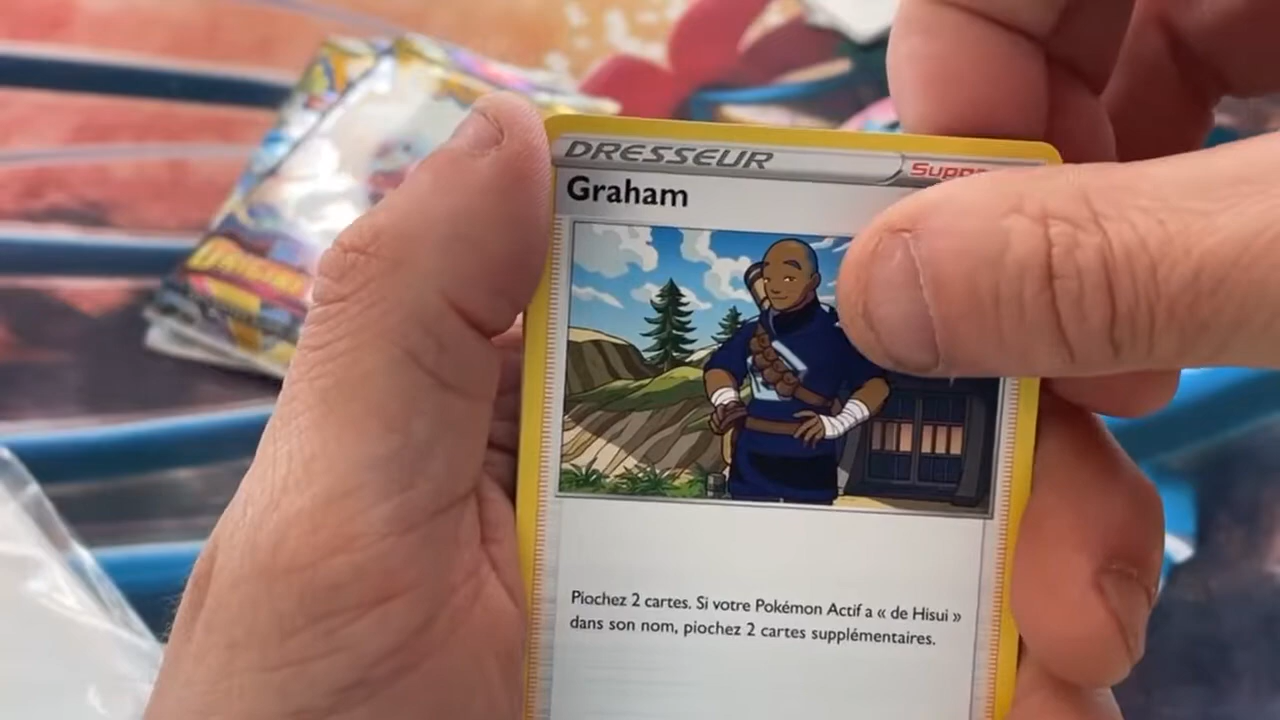 DRESSEUR
Graham
Piochez 2 cartes. Si votre Pokémon Actif a « de Hisui »
dans son nom, piochez 2 cartes supplémentaires.